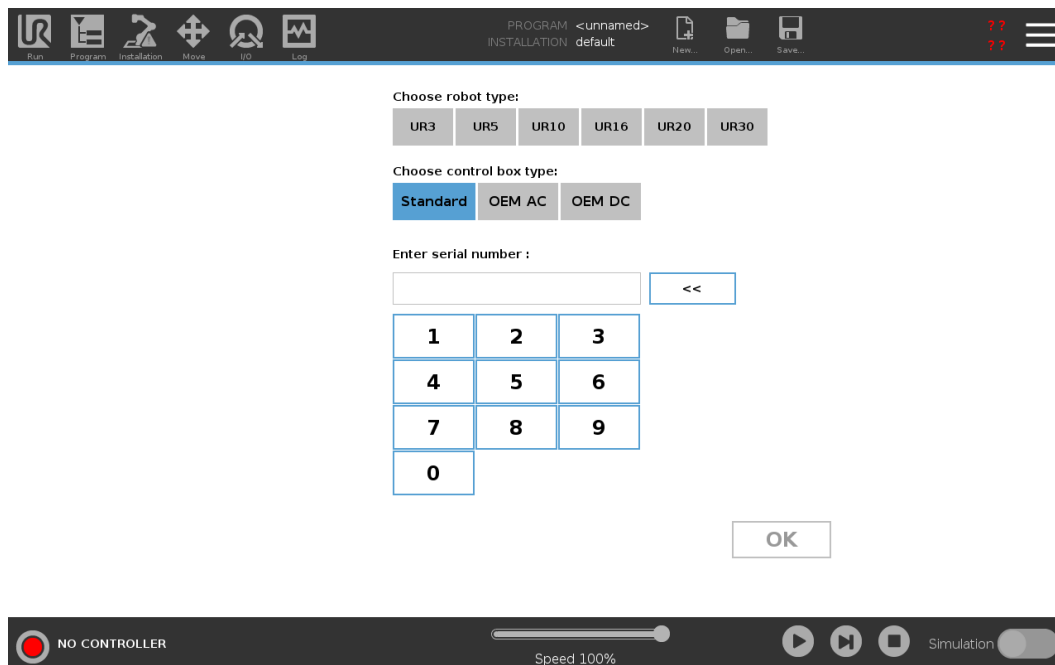 UR
PROGRAM <unnamed>
INSTALLATION default
Run Program Installation Move I/O Log New... Open... Save...
? ?
? ?
Choose robot type:
UR3 UR5 UR10 UR16 UR20 UR30
Choose control box type:
Standard OEM AC OEM DC
Enter serial number :
<<
1 2 3
4 5 6
7 8 9
0
OK
NO CONTROLLER
Speed 100%
Simulation